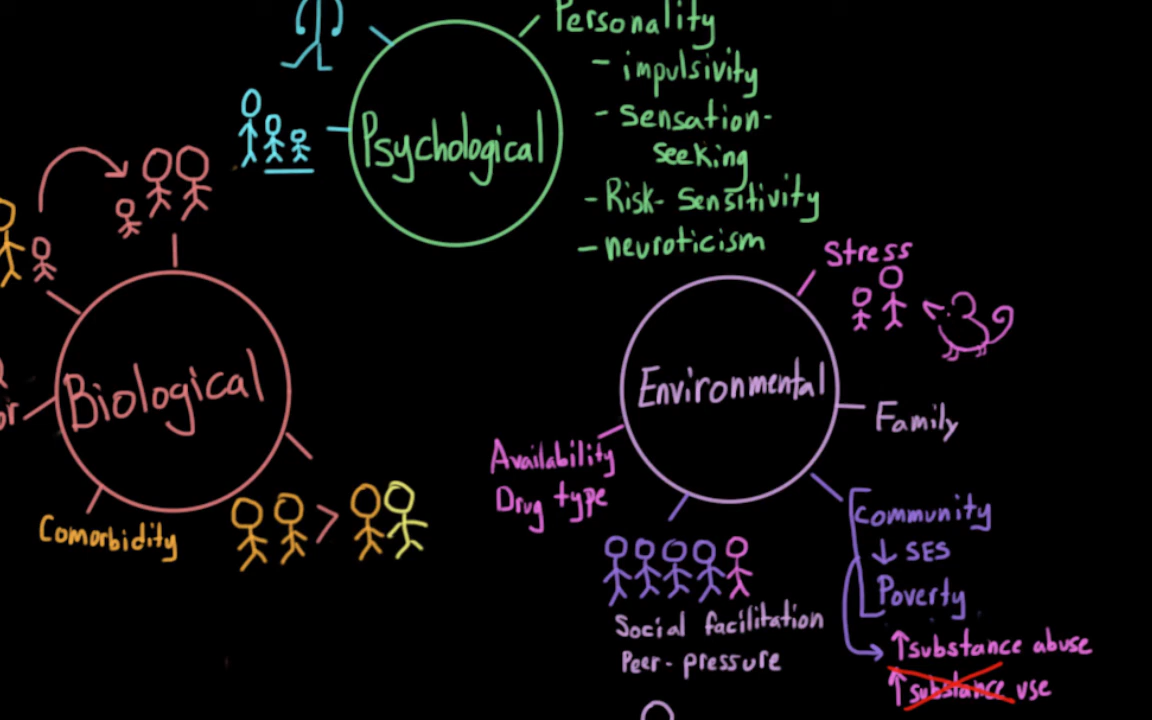 Personality
- impulsivity
- Sensation-
seeking
- Risk- Sensitivity
- neuroticism
Psychological
Biological
Comorbidity
Environmental
Stress
Family
Community
↓ SES
Poverty
↑substance abuse
↑substance use
Availability
Drug type
Social facilitation
Peer-pressure